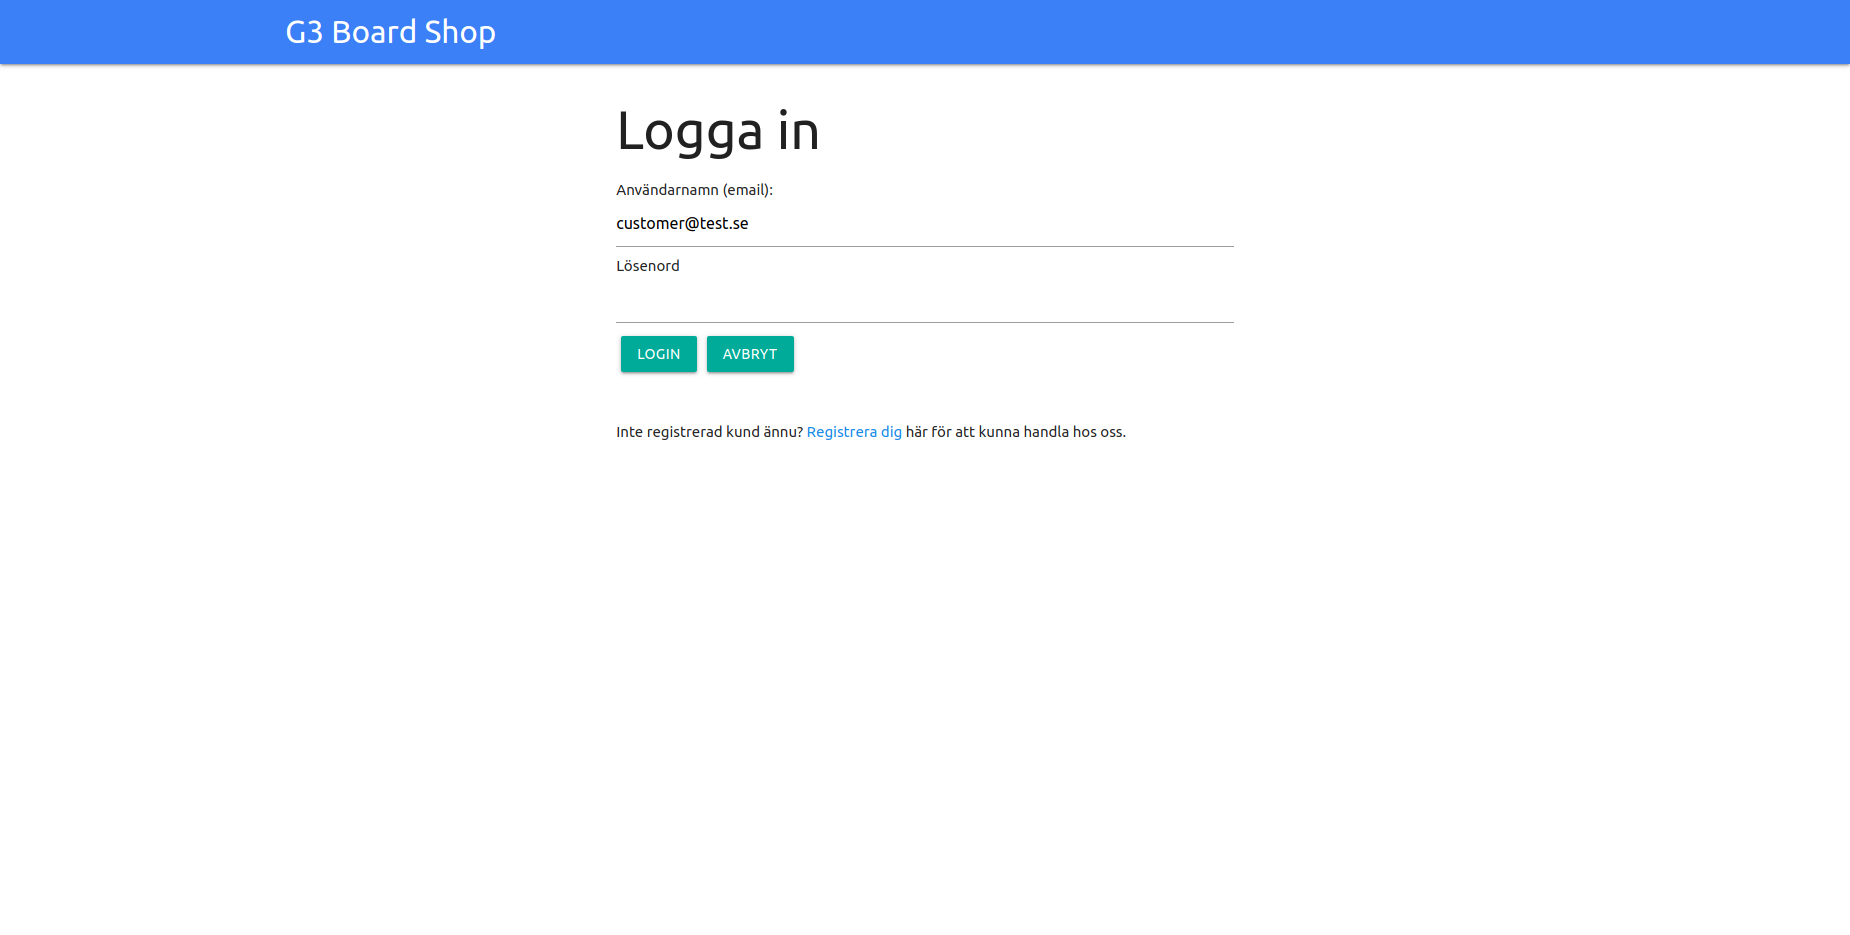 G3 Board Shop
Logga in
Användarnamn (email):
customer@test.se
Lösenord
LOGIN AVBRYT
Inte registrerad kund ännu? Registrera dig här för att kunna handla hos oss.